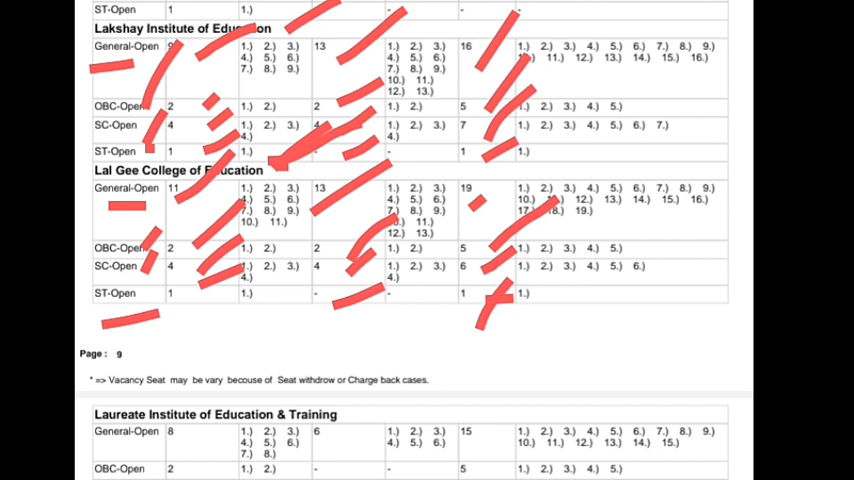 ST-Open 1 1.) - -
Lakshay Institute of Education
General-Open 9 1.) 2.) 3.) 13 1.) 2.) 3.) 16 1.) 2.) 3.) 4.) 5.) 6.) 7.) 8.) 9.)
4.) 5.) 6.) 4.) 5.) 6.) 11.) 12.) 13.) 14.) 15.) 16.)
7.) 8.) 9.) 7.) 8.) 9.)
10.) 11.)
12.) 13.)
OBC-Open 2 1.) 2.) 2 1.) 2.) 5 1.) 2.) 3.) 4.) 5.)
SC-Open 4 1.) 2.) 3.) 4 1.) 2.) 3.) 7 1.) 2.) 3.) 4.) 5.) 6.) 7.)
4.) 4.)
ST-Open 1 1.) - - 1 1.)
Lal Gee College of Education
General-Open 11 1.) 2.) 3.) 13 1.) 2.) 3.) 19 1.) 2.) 3.) 4.) 5.) 6.) 7.) 8.) 9.)
4.) 5.) 6.) 4.) 5.) 6.) 10.) 12.) 13.) 14.) 15.) 16.)
7.) 8.) 9.) 7.) 8.) 9.) 17.) 18.) 19.)
10.) 11.) 10.) 11.)
12.) 13.)
OBC-Open 2 1.) 2.) 2 1.) 2.) 5 1.) 2.) 3.) 4.) 5.)
SC-Open 4 1.) 2.) 3.) 4 1.) 2.) 3.) 6 1.) 2.) 3.) 4.) 5.) 6.)
4.) 4.)
ST-Open 1 1.) - - 1 1.)
Page : 9
* => Vacancy Seat may be vary becouse of Seat withdrow or Charge back cases.
Laureate Institute of Education & Training
General-Open 8 1.) 2.) 3.) 6 1.) 2.) 3.) 15 1.) 2.) 3.) 4.) 5.) 6.) 7.) 8.) 9.)
4.) 5.) 6.) 4.) 5.) 6.) 10.) 11.) 12.) 13.) 14.) 15.)
7.) 8.)
OBC-Open 2 1.) 2.) - - 5 1.) 2.) 3.) 4.) 5.)